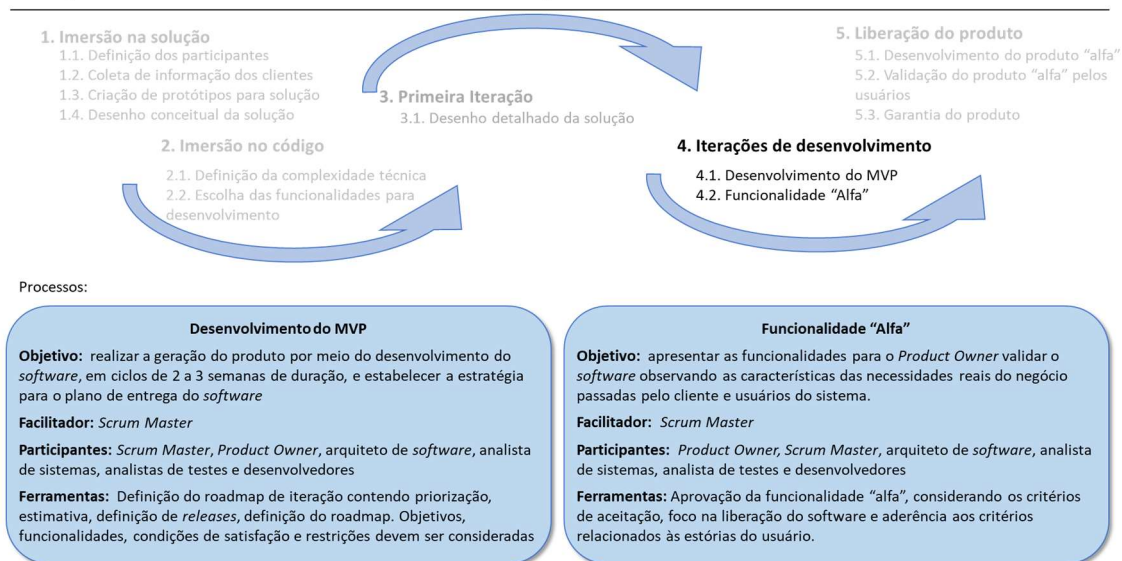 1. Imersão na solução
1.1. Definição dos participantes
1.2. Coleta de informação dos clientes
1.3. Criação de protótipos para solução
1.4. Desenho conceitual da solução
2. Imersão no código
2.1. Definição da complexidade técnica
2.2. Escolha das funcionalidades para
desenvolvimento
3. Primeira Iteração
3.1. Desenho detalhado da solução
4. Iterações de desenvolvimento
4.1. Desenvolvimento do MVP
4.2. Funcionalidade “Alfa”
5. Liberação do produto
5.1. Desenvolvimento do produto “alfa”
5.2. Validação do produto “alfa” pelos
usuários
5.3. Garantia do produto
Processos:
Desenvolvimento do MVP
Objetivo: realizar a geração do produto por meio do desenvolvimento do
software, em ciclos de 2 a 3 semanas de duração, e estabelecer a estratégia
para o plano de entrega do software
Facilitador: Scrum Master
Participantes: Scrum Master, Product Owner, arquiteto de software, analista
de sistemas, analistas de testes e desenvolvedores
Ferramentas: Definição do roadmap de iteração contendo priorização,
estimativa, definição de releases, definição do roadmap. Objetivos,
funcionalidades, condições de satisfação e restrições devem ser consideradas
Funcionalidade “Alfa”
Objetivo: apresentar as funcionalidades para o Product Owner validar o
software observando as características das necessidades reais do negócio
passadas pelo cliente e usuários do sistema.
Facilitador: Scrum Master
Participantes: Product Owner, Scrum Master, arquiteto de software, analista
de sistemas, analista de testes e desenvolvedores
Ferramentas: Aprovação da funcionalidade “alfa”, considerando os critérios
de aceitação, foco na liberação do software e aderência aos critérios
relacionados às estórias do usuário.